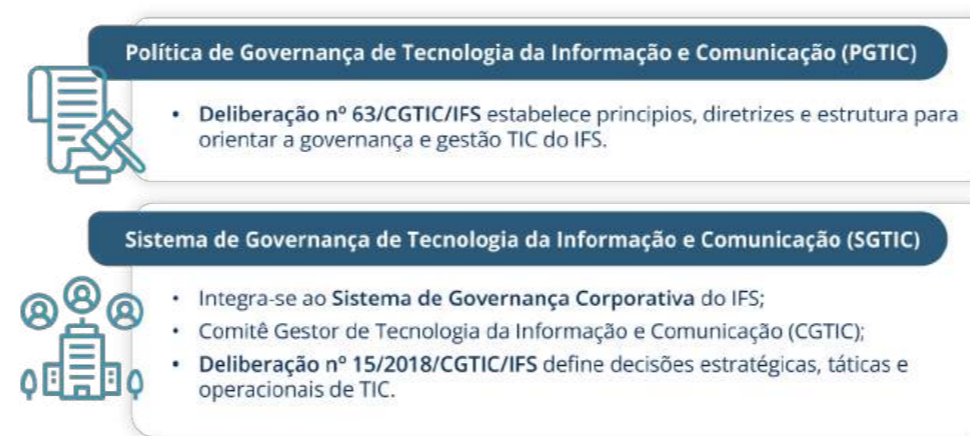 Política de Governança de Tecnologia da Informação e Comunicação (PGTIC)
• Deliberação nº 63/CGTIC/IFS estabelece principios, diretrizes e estrutura para
orientar a governança e gestão TIC do IFS.
Sistema de Governança de Tecnologia da Informação e Comunicação (SGTIC)
• Integra-se ao Sistema de Governança Corporativa do IFS;
• Comitê Gestor de Tecnologia da Informação e Comunicação (CGTIC);
• Deliberação nº 15/2018/CGTIC/IFS define decisões estratégicas, táticas e
operacionais de TIC.